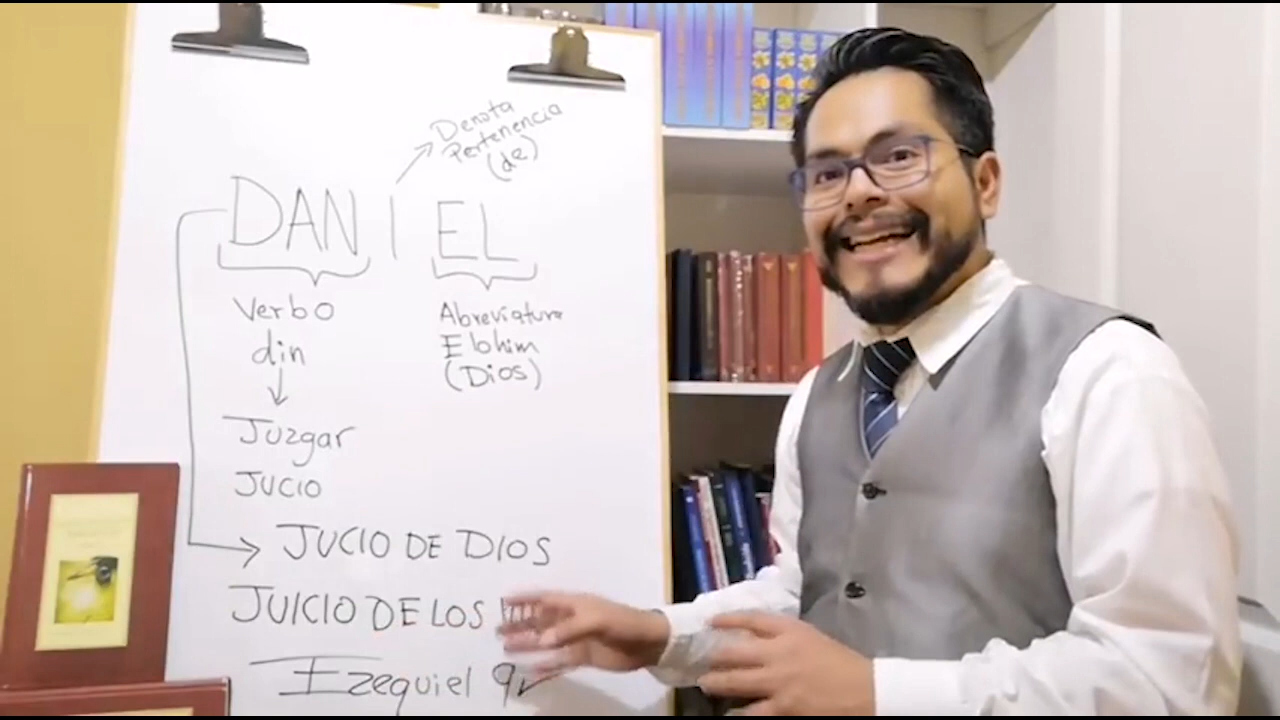 Denota
Pertenencia
(de)
DAN I EL
Verbo
din
Juzgar
Jucio
Abreviatura
Elohim
(Dios)
JUCIO DE DIOS
JUICIO DE LOS
Ezequiel 9